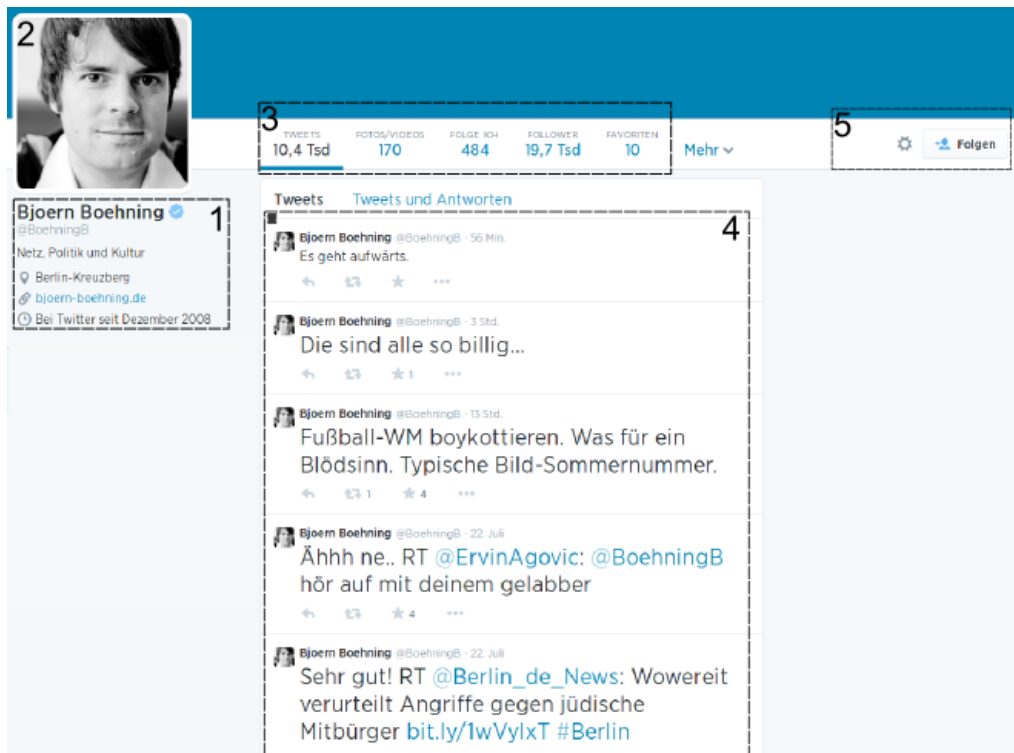 2
3
5
TWEETS
10,4 Tsd
FOTOS/VIDEOS
170
FOLGE ICH
484
FOLLOWER
19,7 Tsd
FAVORITEN
10
Mehr
Folgen
1
Bjoern Boehning
@BoehningB
Netz, Politik und Kultur
Berlin-Kreuzberg
bjoern-boehning.de
Bei Twitter seit Dezember 2008
Tweets Tweets und Antworten
4
Bjoern Boehning @BoehningB · 56 Min.
Es geht aufwärts.
Bjoern Boehning @BoehningB · 3 Std.
Die sind alle so billig...
1
Bjoern Boehning @BoehningB · 13 Std.
Fußball-WM boykottieren. Was für ein
Blödsinn. Typische Bild-Sommernummer.
1 4
Bjoern Boehning @BoehningB · 22. Juli
Ähhh ne.. RT @ErvinAgovic: @BoehningB
hör auf mit deinem gelabber
4
Bjoern Boehning @BoehningB · 22. Juli
Sehr gut! RT @Berlin_de_News: Wowereit
verurteilt Angriffe gegen jüdische
Mitbürger bit.ly/1wVylxT #Berlin